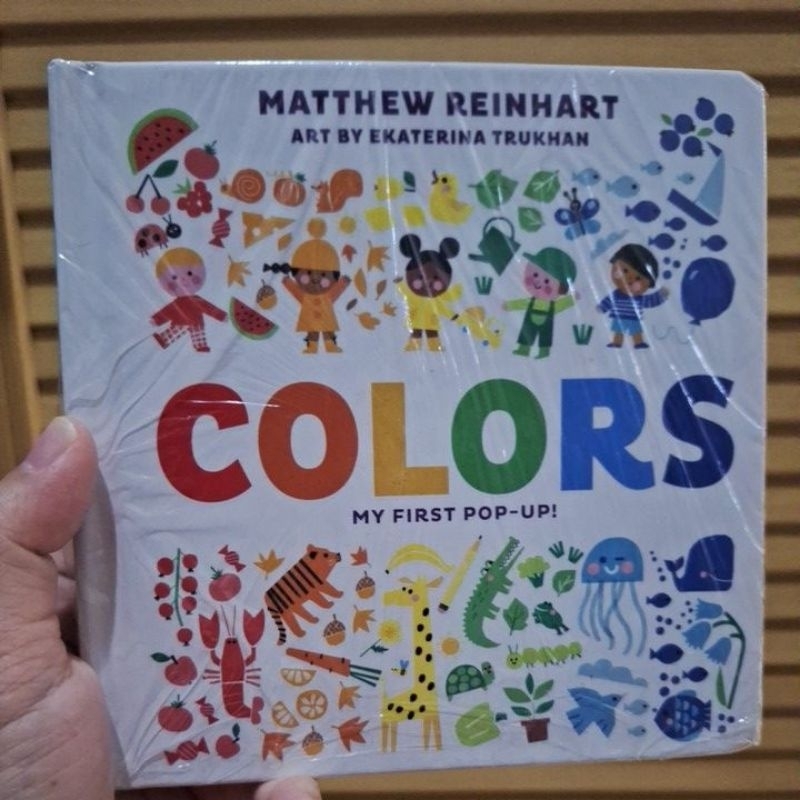 MATTHEW REINHART
ART BY EKATERINA TRUKHAN
COLORS
MY FIRST POP-UP!